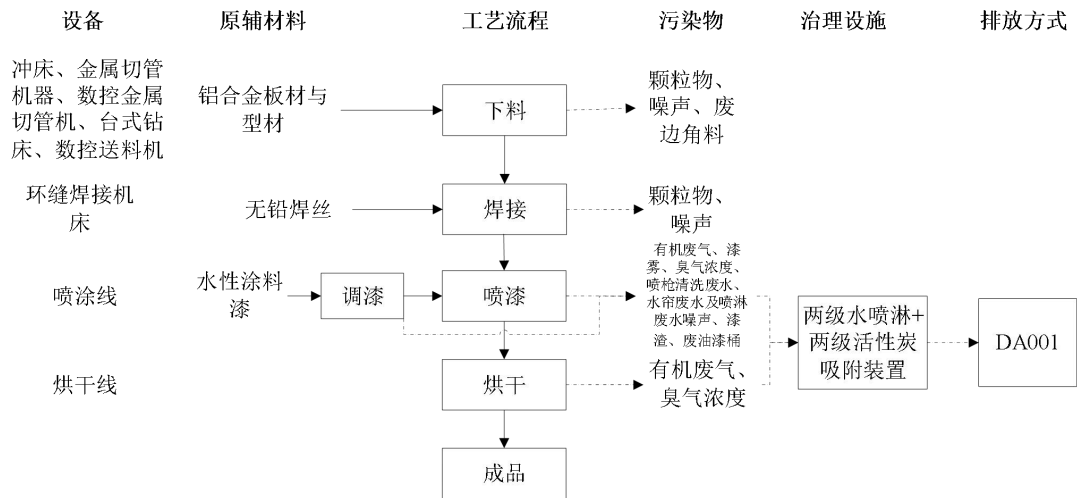 设备 原辅材料 工艺流程 污染物 治理设施 排放方式
冲床、金属切管
机器、数控金属
切管机、台式钻
床、数控送料机
铝合金板材与
型材
下料
颗粒物、
噪声、废
边角料
环缝焊接机
床
无铅焊丝
焊接
颗粒物、
噪声
喷涂线
水性涂料
漆
调漆
喷漆
有机废气、漆
雾、臭气浓度、
喷枪清洗废水、
水帘废水及喷淋
废水噪声、漆
渣、废油漆桶
两级水喷淋+
两级活性炭
吸附装置
DA001
烘干线
烘干
有机废气、
臭气浓度
成品